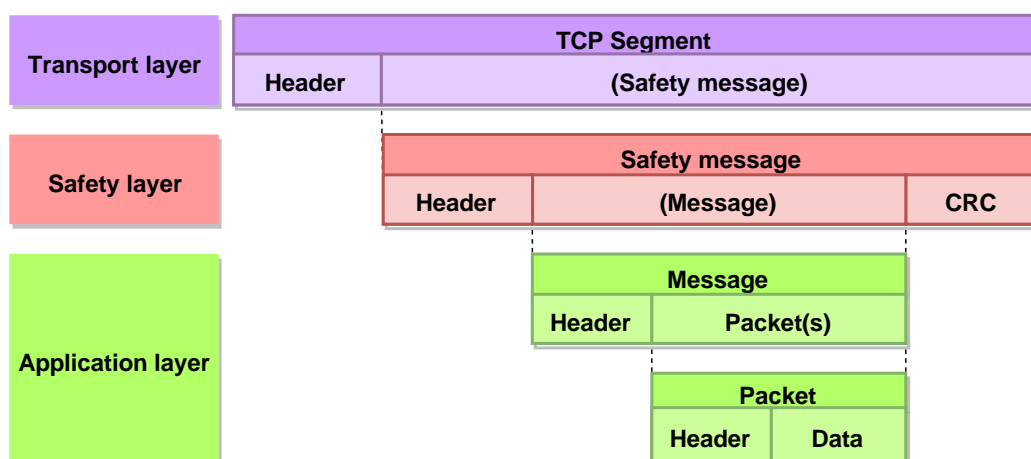 Transport layer
TCP Segment
Header
(Safety message)
Safety layer
Safety message
Header
(Message)
CRC
Application layer
Message
Header
Packet(s)
Packet
Header
Data